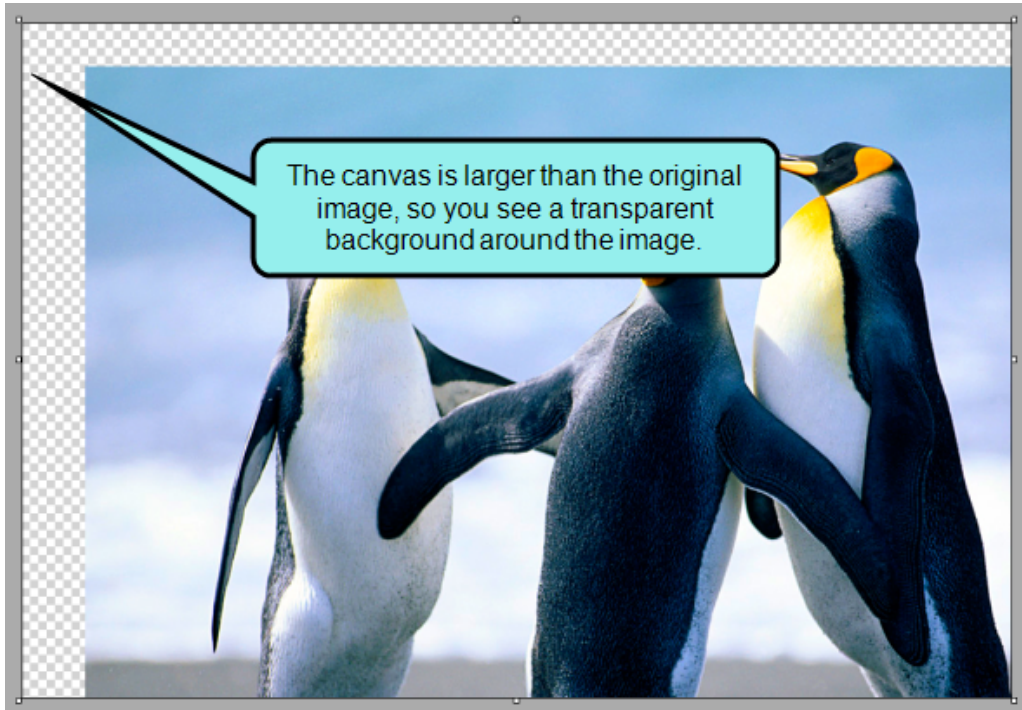 The canvas is larger than the original
image, so you see a transparent
background around the image.